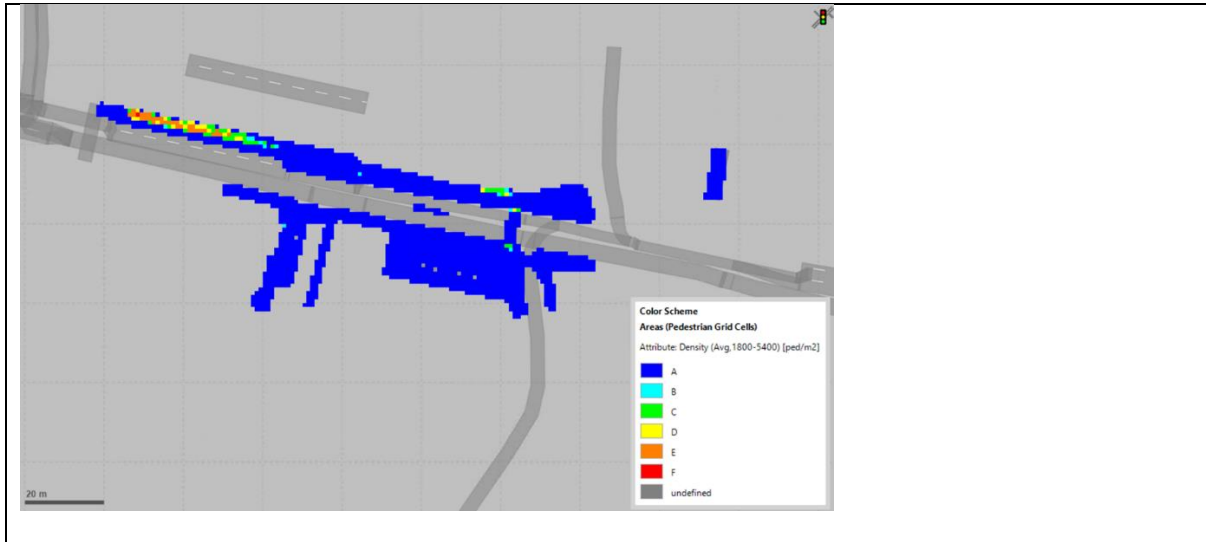 Color Scheme
Areas (Pedestrian Grid Cells)
Attribute: Density (Avg,1800-5400) [ped/m2]
A
B
C
D
E
F
undefined
20 m